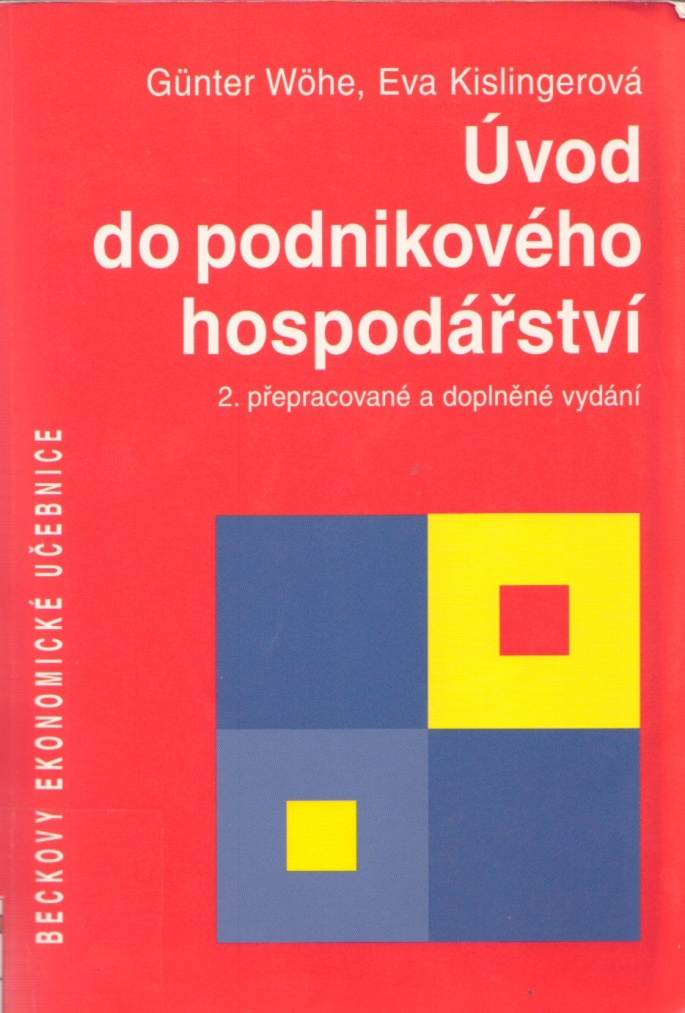 Günter Wöhe, Eva Kislingerová
Úvod
do podnikového
hospodářství
2. přepracované a doplněné vydání
BECKOVY EKONOMICKÉ UČEBNICE